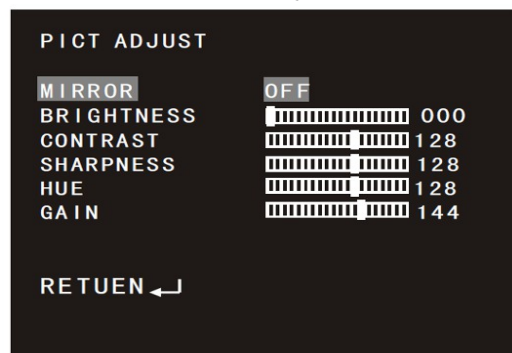 PICT ADJUST
MIRROR OFF
BRIGHTNESS 000
CONTRAST 128
SHARPNESS 128
HUE 128
GAIN 144
RETUEN